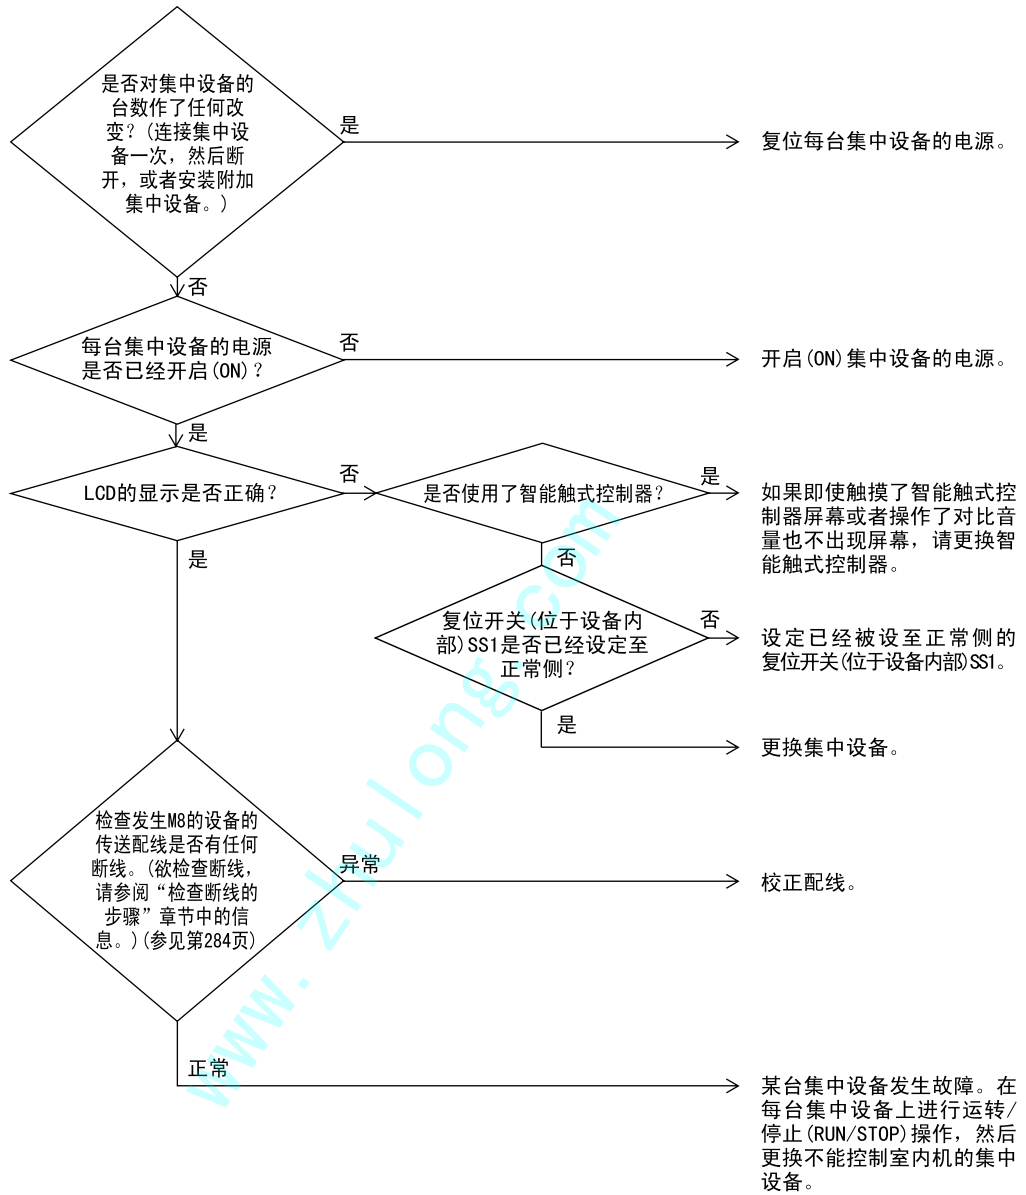 是否对集中设备的
台数作了任何改
变？(连接集中设
备一次，然后断
开，或者安装附加
集中设备。)
是
复位每台集中设备的电源。
否
每台集中设备的电源
是否已经开启(ON)？
否
开启(ON)集中设备的电源。
是
LCD的显示是否正确？
否
是否使用了智能触式控制器？
是
如果即使触摸了智能触式控
制器屏幕或者操作了对比音
量也不出现屏幕，请更换智
能触式控制器。
是
否
复位开关(位于设备内
部)SS1是否已经设定至
正常侧？
否
设定已经被设至正常侧的
复位开关(位于设备内部)SS1。
是
更换集中设备。
检查发生M8的设备的
传送配线是否有任何
断线。(欲检查断线，
请参阅“检查断线的
步骤”章节中的信
息。)(参见第284页)
异常
校正配线。
正常
某台集中设备发生故障。在
每台集中设备上进行运转/
停止(RUN/STOP)操作，然后
更换不能控制室内机的集中
设备。
www.zhulong.com